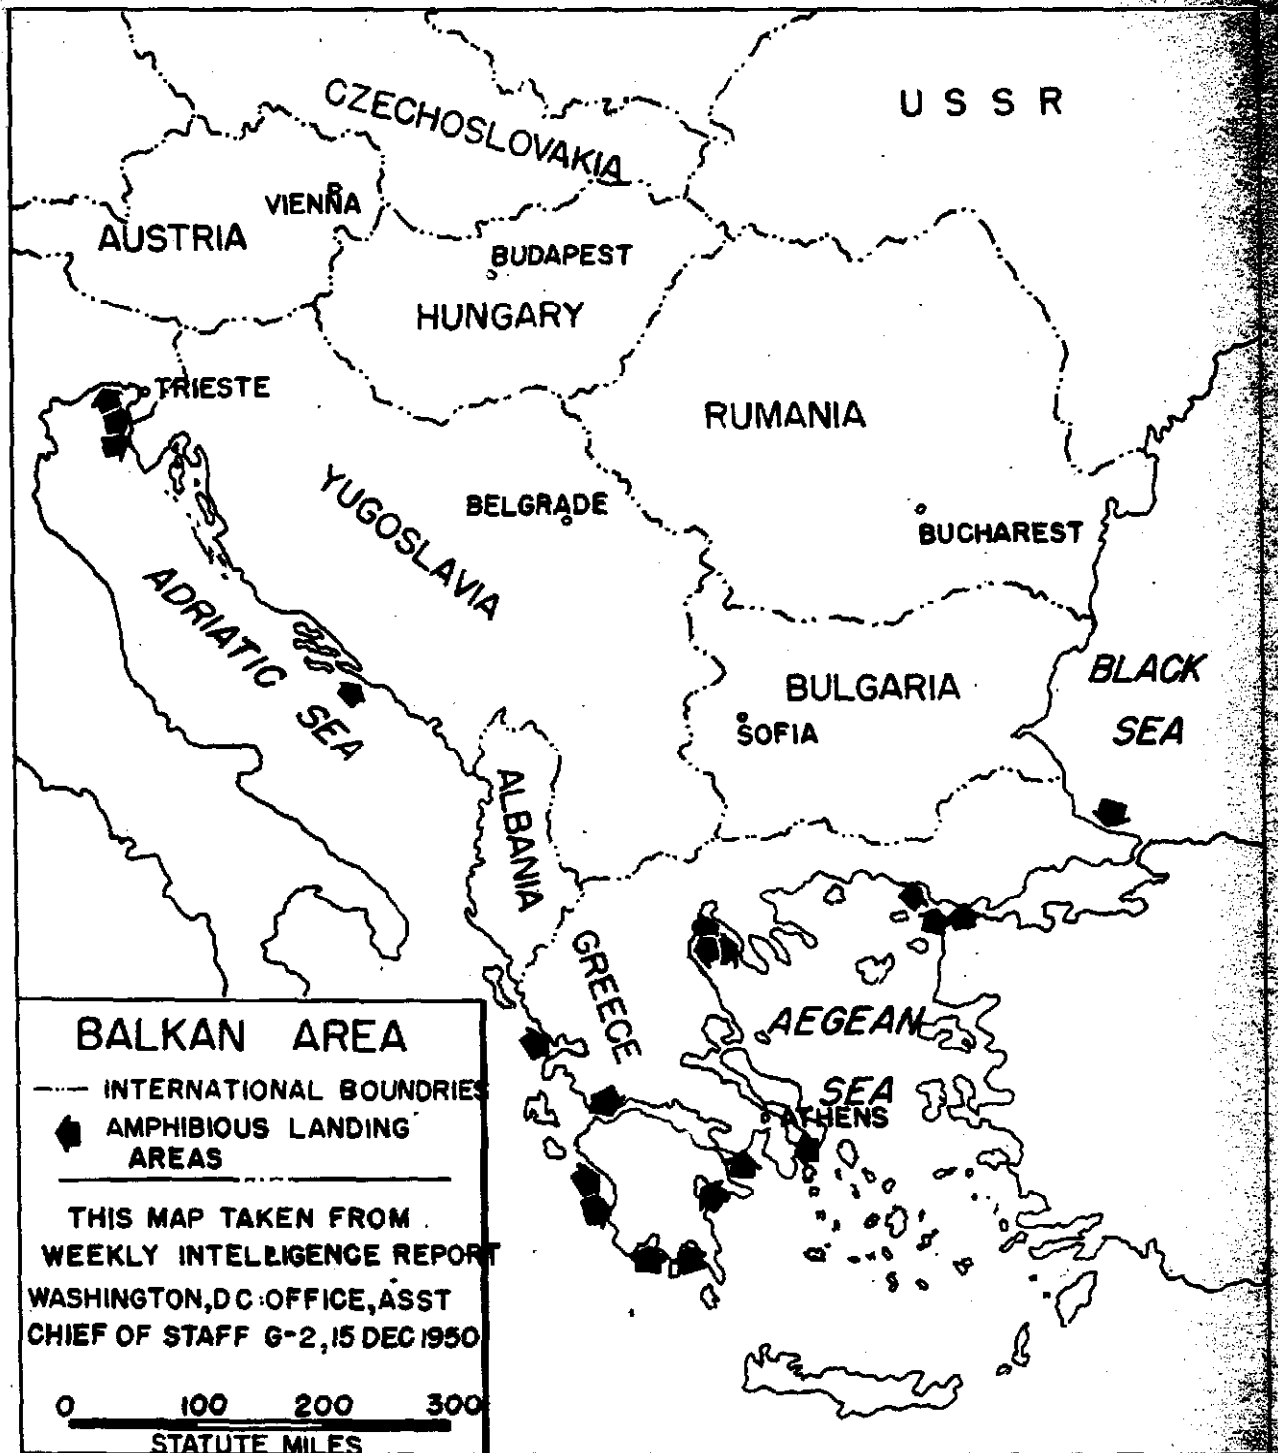 CZECHOSLOVAKIA
U S S R
VIENNA
AUSTRIA
BUDAPEST
HUNGARY
TRIESTE
RUMANIA
YUGOSLAVIA
BELGRADE
BUCHAREST
ADRIATIC SEA
BLACK
SEA
BULGARIA
SOFIA
ALBANIA
GREECE
AEGEAN
SEA
ATHENS
BALKAN AREA
INTERNATIONAL BOUNDRIES
AMPHIBIOUS LANDING
AREAS
THIS MAP TAKEN FROM
WEEKLY INTELLIGENCE REPORT
WASHINGTON, DC: OFFICE, ASST
CHIEF OF STAFF G-2, 15 DEC 1950
0 100 200 300
STATUTE MILES